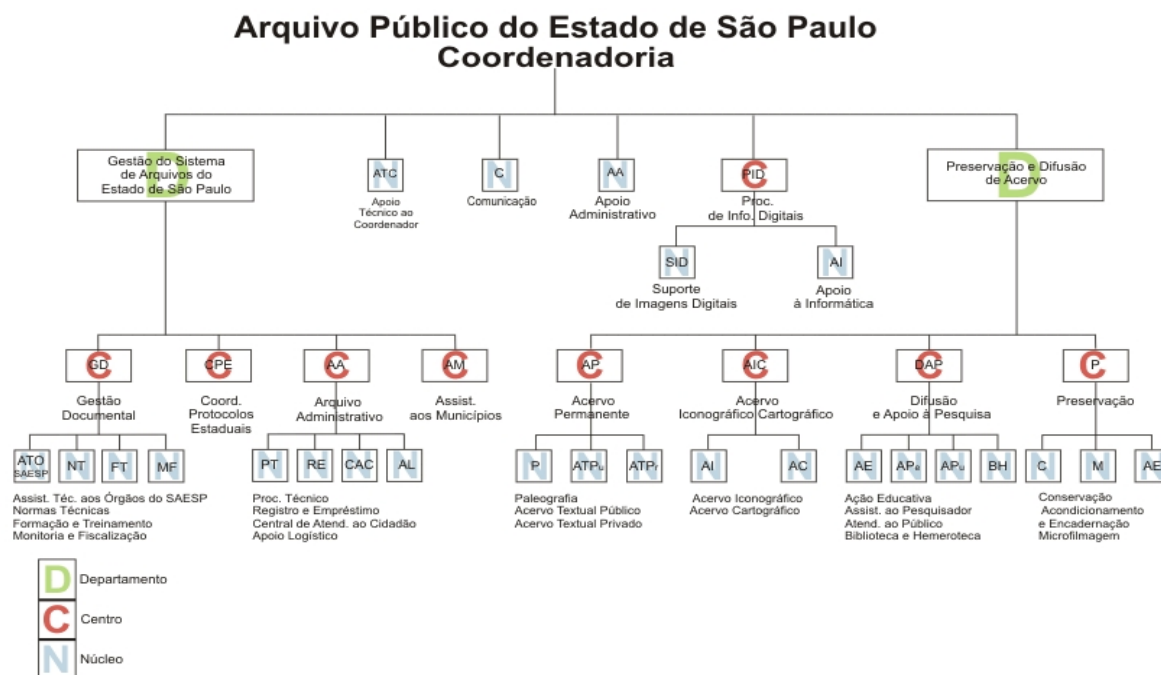 Arquivo Público do Estado de São Paulo
Coordenadoria
Gestão do Sistema
de Arquivos do
Estado de São Paulo
D
ATC
N
Apoio
Técnico ao
Coordenador
C
N
Comunicação
AA
N
Apoio
Administrativo
PID
C
Proc.
de Info. Digitais
Preservação e Difusão
de Acervo
D
SID
N
Suporte
de Imagens Digitais
AI
N
Apoio
à Informática
GD
C
Gestão
Documental
CPE
C
Coord.
Protocolos
Estaduais
AA
C
Arquivo
Administrativo
AM
C
Assist.
aos Municípios
AP
C
Acervo
Permanente
AIC
C
Acervo
Iconográfico Cartográfico
DAP
C
Difusão
e Apoio à Pesquisa
P
C
Preservação
ATO
SAESP
N
NT
N
FT
N
MF
N
Assist. Téc. aos Órgãos do SAESP
Normas Técnicas
Formação e Treinamento
Monitoria e Fiscalização
PT
N
RE
N
CAC
N
AL
N
Proc. Técnico
Registro e Empréstimo
Central de Atend. ao Cidadão
Apoio Logístico
P
N
ATPu
N
ATPr
N
Paleografia
Acervo Textual Público
Acervo Textual Privado
AI
N
AC
N
Acervo Iconográfico
Acervo Cartográfico
AE
N
APe
N
APu
N
BH
N
Ação Educativa
Assist. ao Pesquisador
Atend. ao Público
Biblioteca e Hemeroteca
C
N
M
N
AE
N
Conservação
Acondicionamento
e Encadernação
Microfilmagem
D Departamento
C Centro
N Núcleo